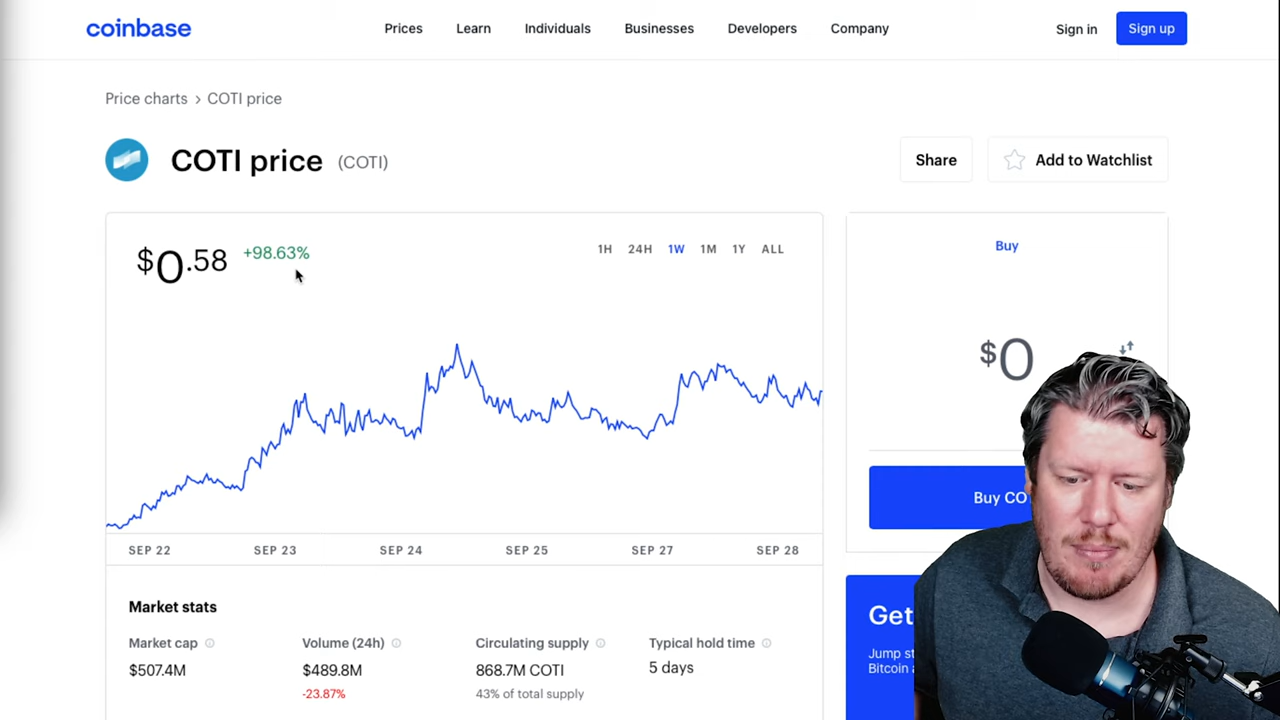 coinbase
Prices Learn Individuals Businesses Developers Company
Sign in Sign up
Price charts › COTI price
COTI price (COTI)
Share Add to Watchlist
$0.58 +98.63%
1H 24H 1W 1M 1Y ALL
Buy
$0
Buy CO
SEP 22 SEP 23 SEP 24 SEP 25 SEP 27 SEP 28
Market stats
Market cap Volume (24h) Circulating supply Typical hold time
$507.4M $489.8M 868.7M COTI 5 days
-23.87% 43% of total supply
Get
Jump st
Bitcoin